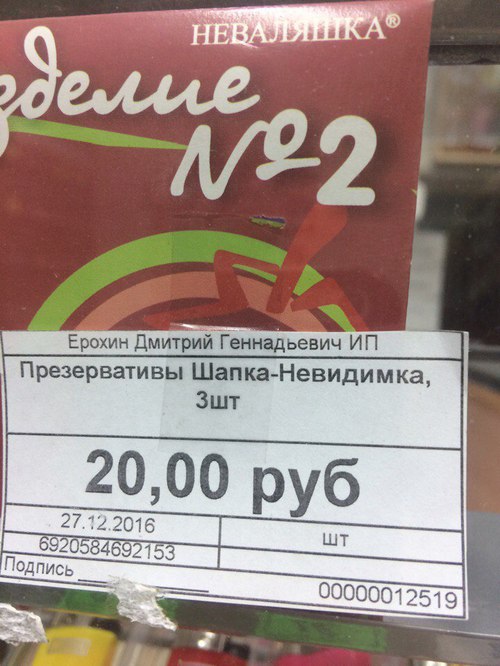 НЕВАЛЯШКА®
зделие
№2
Ерохин Дмитрий Геннадьевич ИП
Презервативы Шапка-Невидимка,
3шт
20,00 руб
27.12.2016
шт
6920584692153
Подпись
00000012519